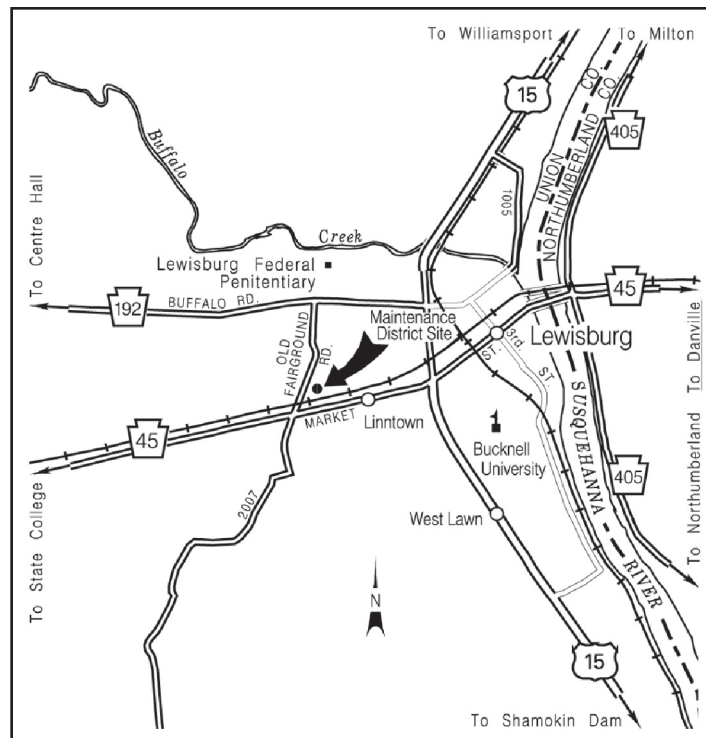 To Williamsport
To Milton
15
405
Buffalo
Creek
1005
UNION CO.
NORTHUMBERLAND CO.
To Centre Hall
Lewisburg Federal
Penitentiary
192
BUFFALO RD.
45
OLD
FAIRGROUND
RD.
Maintenance
District Site
3rd
ST.
Lewisburg
To Danville
MARKET
ST.
Linntown
45
Bucknell
University
SUSQUEHANNA
RIVER
405
To Northumberland
To State College
2007
West Lawn
N
15
To Shamokin Dam